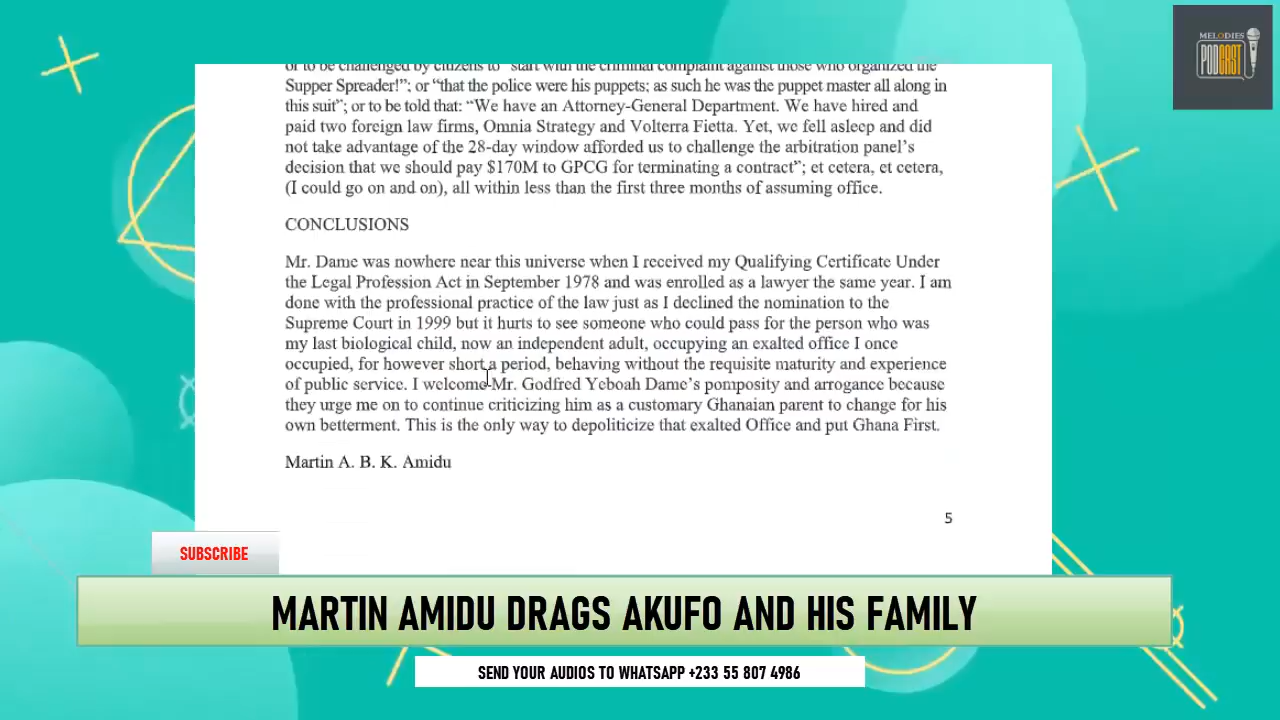 MELODIES
PODCAST
or to be challenged by citizens to "start with the criminal complaint against those who organized the
Supper Spreader!"; or "that the police were his puppets; as such he was the puppet master all along in
this suit"; or to be told that: "We have an Attorney-General Department. We have hired and
paid two foreign law firms, Omnia Strategy and Volterra Fietta. Yet, we fell asleep and did
not take advantage of the 28-day window afforded us to challenge the arbitration panel's
decision that we should pay $170M to GPCG for terminating a contract"; et cetera, et cetera,
(I could go on and on), all within less than the first three months of assuming office.
CONCLUSIONS
Mr. Dame was nowhere near this universe when I received my Qualifying Certificate Under
the Legal Profession Act in September 1978 and was enrolled as a lawyer the same year. I am
done with the professional practice of the law just as I declined the nomination to the
Supreme Court in 1999 but it hurts to see someone who could pass for the person who was
my last biological child, now an independent adult, occupying an exalted office I once
occupied, for however short a period, behaving without the requisite maturity and experience
of public service. I welcome Mr. Godfred Yeboah Dame's pomposity and arrogance because
they urge me on to continue criticizing him as a customary Ghanaian parent to change for his
own betterment. This is the only way to depoliticize that exalted Office and put Ghana First.
Martin A. B. K. Amidu
5
SUBSCRIBE
MARTIN AMIDU DRAGS AKUFO AND HIS FAMILY
SEND YOUR AUDIOS TO WHATSAPP +233 55 807 4986